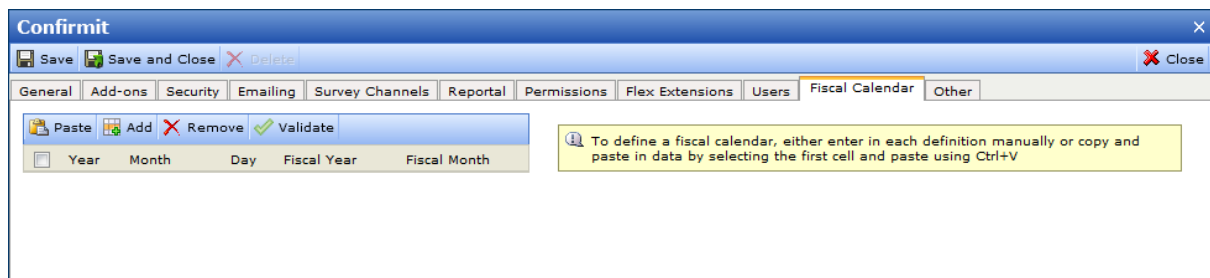 Confirmit
Save Save and Close Delete Close
General Add-ons Security Emailing Survey Channels Reportal Permissions Flex Extensions Users Fiscal Calendar Other
Paste Add Remove Validate
Year Month Day Fiscal Year Fiscal Month
To define a fiscal calendar, either enter in each definition manually or copy and
paste in data by selecting the first cell and paste using Ctrl+V